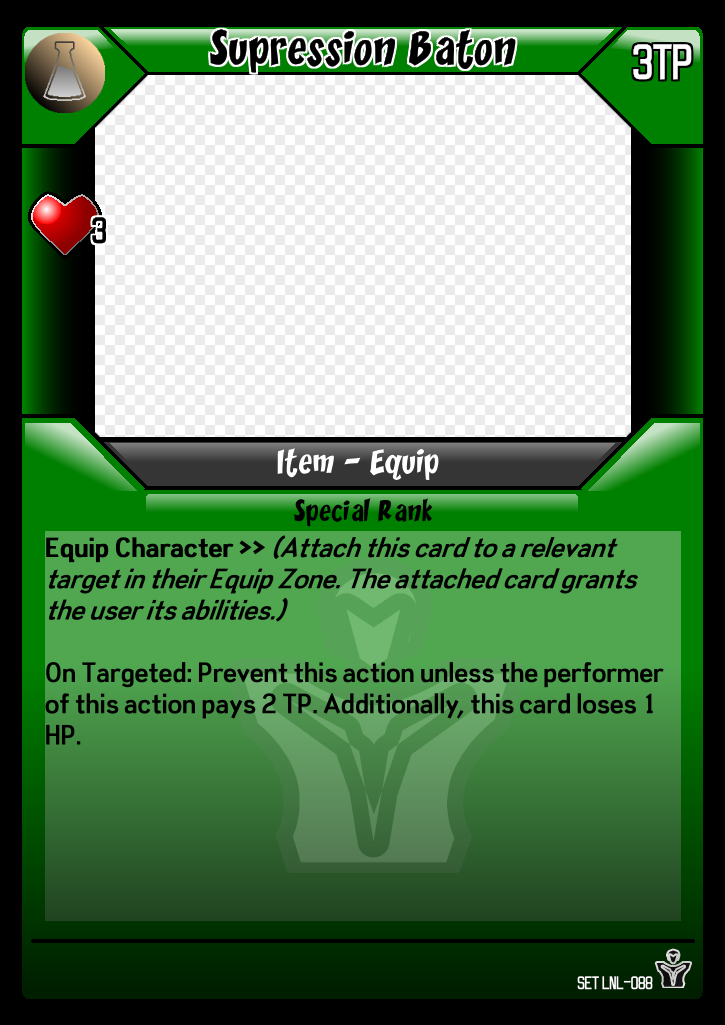 Supression Baton
3TP
3
Item - Equip
Special Rank
Equip Character >> (Attach this card to a relevant
target in their Equip Zone. The attached card grants
the user its abilities.)
On Targeted: Prevent this action unless the performer
of this action pays 2 TP. Additionally, this card loses 1
HP.
SET LNL-088